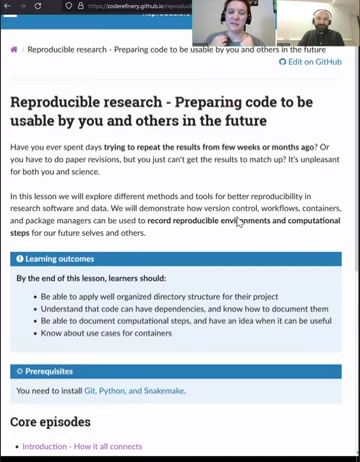 https://coderefinery.github.io/reproduci
Reproducible research - Preparing code to be usable by you and others in the future
Edit on GitHub
Reproducible research - Preparing code to be
usable by you and others in the future
Have you ever spent days trying to repeat the results from few weeks or months ago? Or
you have to do paper revisions, but you just can't get the results to match up? It's unpleasant
for both you and science.
In this lesson we will explore different methods and tools for better reproducibility in
research software and data. We will demonstrate how version control, workflows, containers,
and package managers can be used to record reproducible environments and computational
steps for our future selves and others.
Learning outcomes
By the end of this lesson, learners should:
• Be able to apply well organized directory structure for their project
• Understand that code can have dependencies, and know how to document them
• Be able to document computational steps, and have an idea when it can be useful
• Know about use cases for containers
Prerequisites
You need to install Git, Python, and Snakemake.
Core episodes
• Introduction - How it all connects